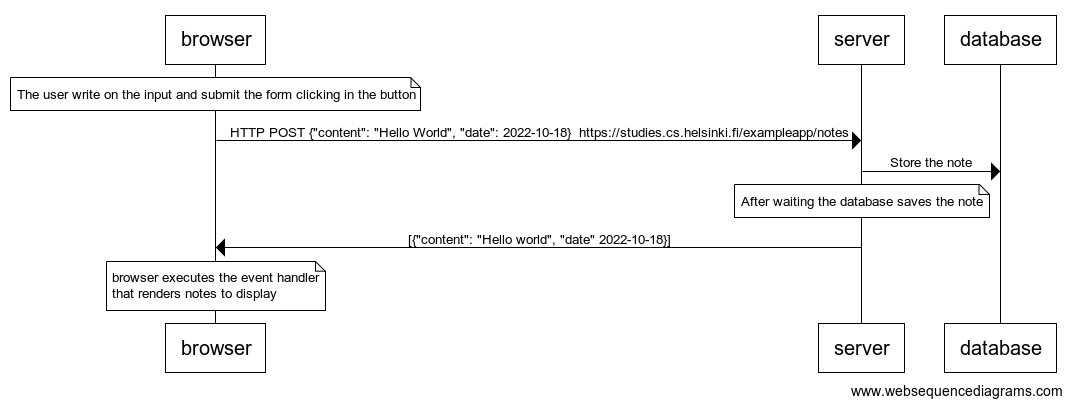 browser
server
database
The user write on the input and submit the form clicking in the button
HTTP POST {"content": "Hello World", "date": 2022-10-18}  https://studies.cs.helsinki.fi/exampleapp/notes
Store the note
After waiting the database saves the note
[{"content": "Hello world", "date" 2022-10-18}]
browser executes the event handler
that renders notes to display
browser
server
database
www.websequencediagrams.com